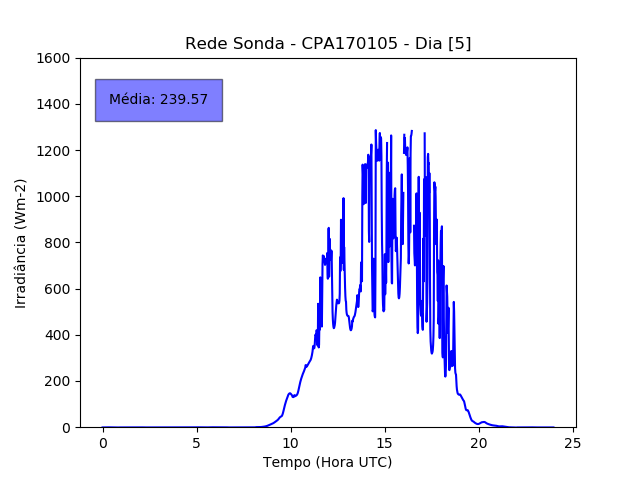 Rede Sonda - CPA170105 - Dia [5]
1600
Média: 239.57
1400
1200
1000
800
600
400
200
0
Irradiância (Wm-2)
0 5 10 15 20 25
Tempo (Hora UTC)